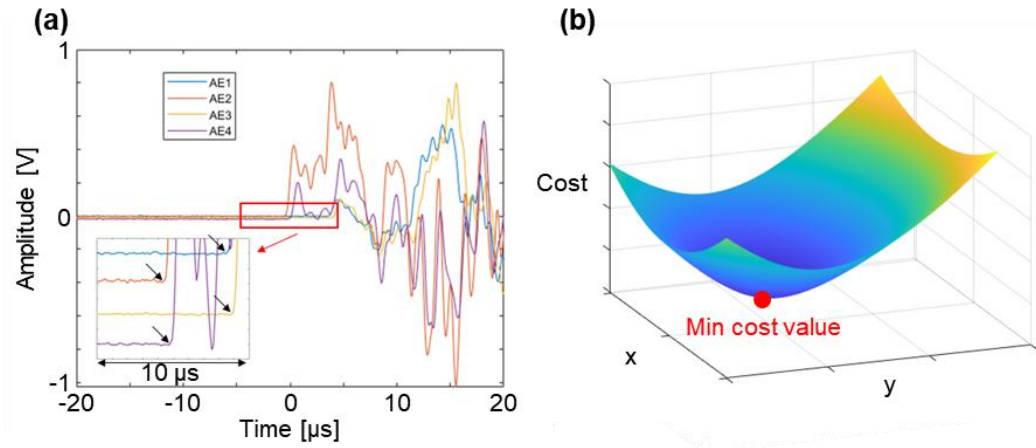 (a)
1
AE1
AE2
AE3
AE4
Amplitude [V]
0
10 µs
-1
-20
-10
0
10
20
Time [µs]
(b)
Cost
Min cost value
x
y